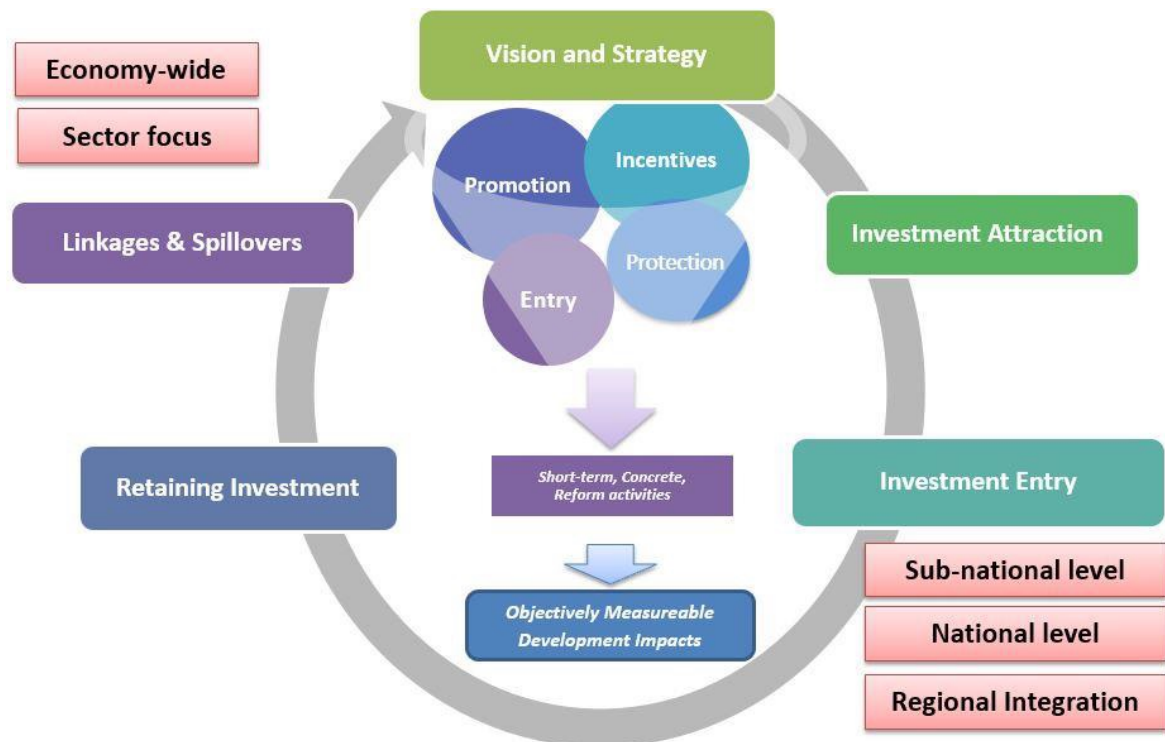 Vision and Strategy
Economy-wide
Sector focus
Incentives
Promotion
Linkages & Spillovers
Investment Attraction
Protection
Entry
Short-term, Concrete,
Reform activities
Retaining Investment
Investment Entry
Sub-national level
Objectively Measureable
Development Impacts
National level
Regional Integration